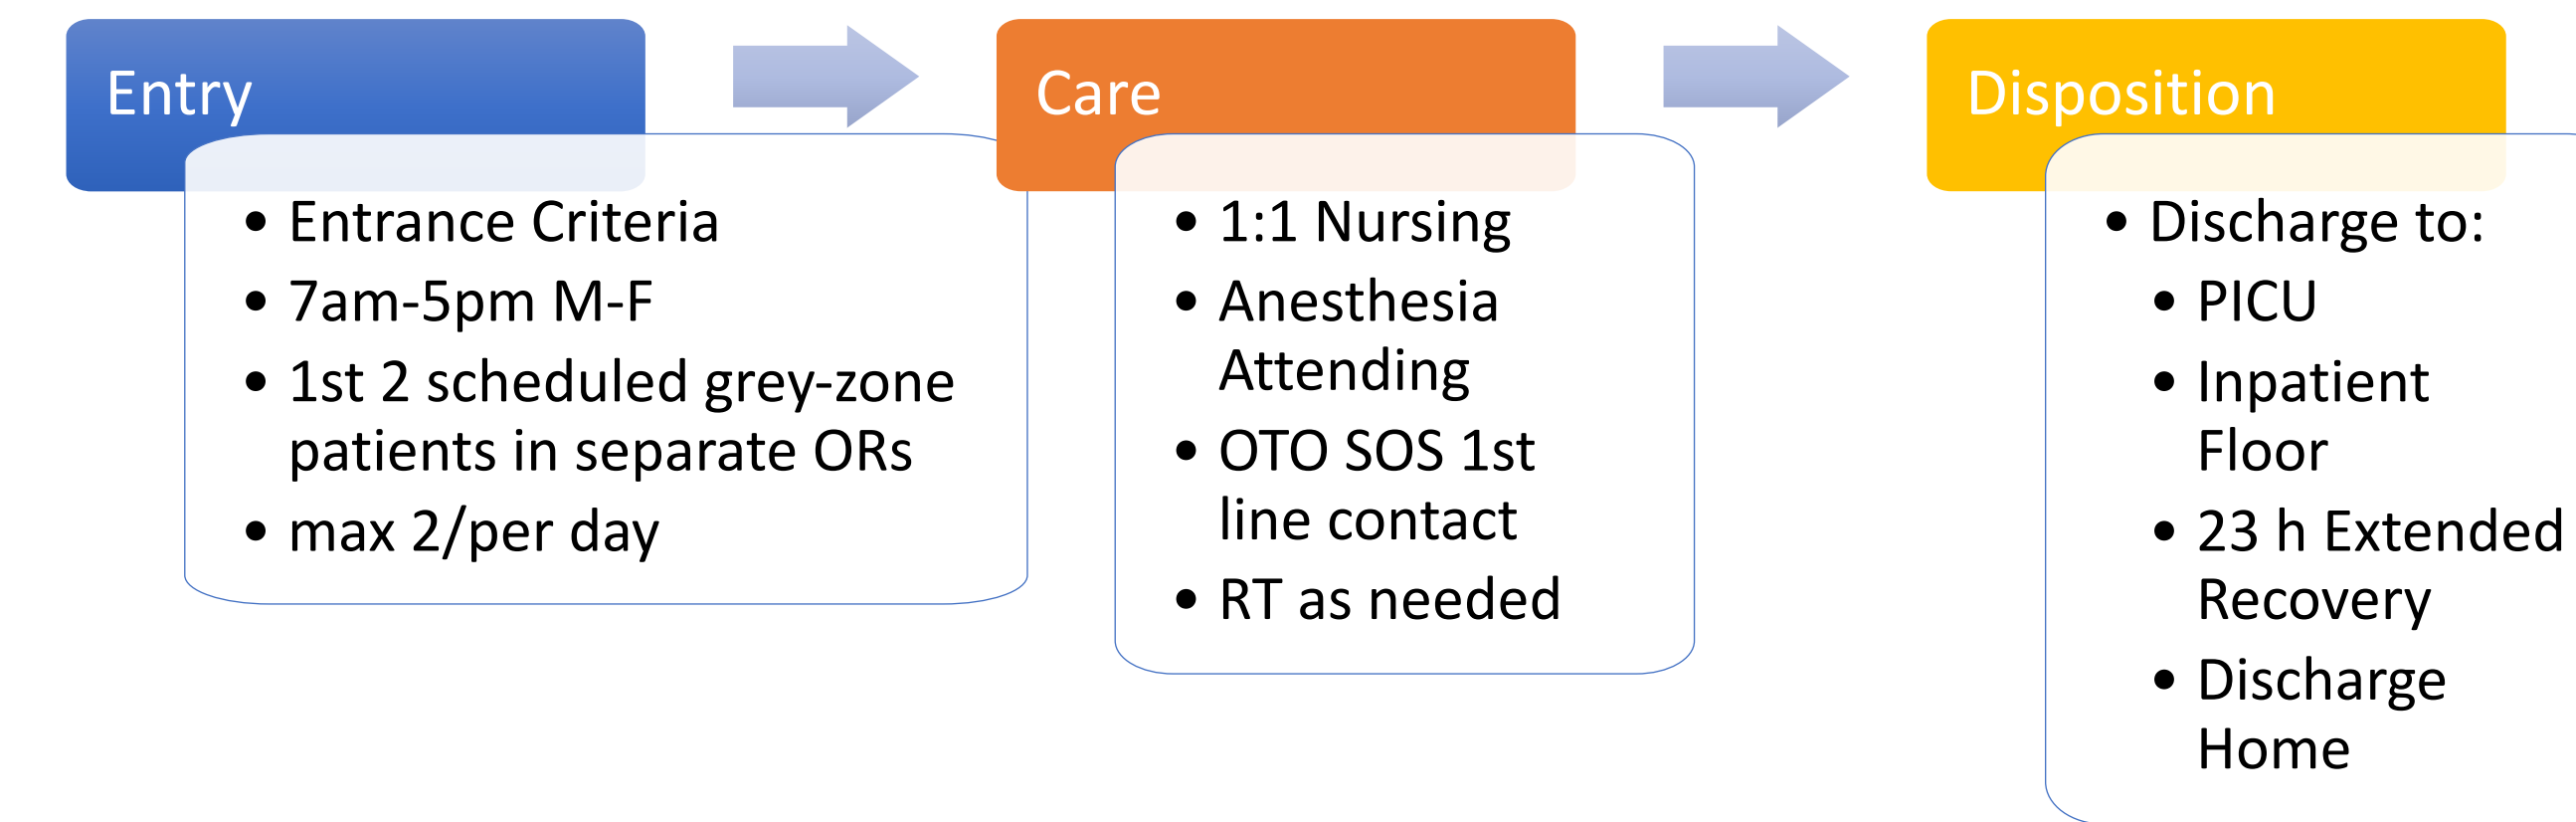 Entry
• Entrance Criteria
• 7am-5pm M-F
• 1st 2 scheduled grey-zone
patients in separate ORs
• max 2/per day
Care
• 1:1 Nursing
• Anesthesia
Attending
• OTO SOS 1st
line contact
• RT as needed
Disposition
• Discharge to:
• PICU
• Inpatient
Floor
• 23 h Extended
Recovery
• Discharge
Home